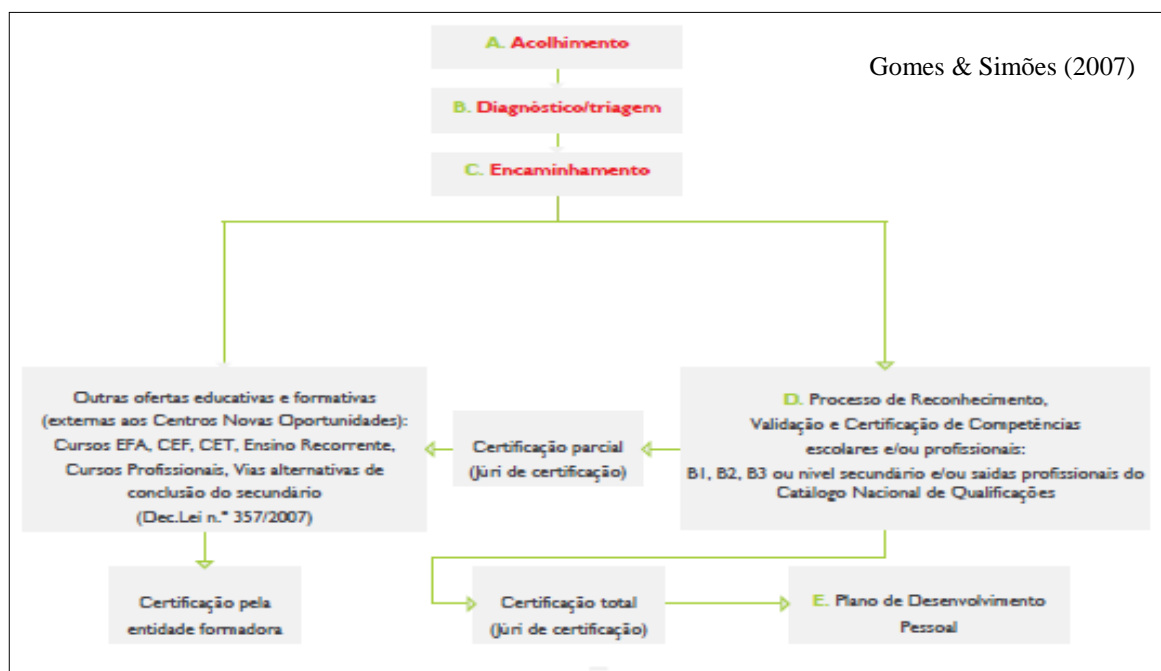 A. Acolhimento
Gomes & Simões (2007)
B. Diagnóstico/triagem
C. Encaminhamento
Outras ofertas educativas e formativas
(externas aos Centros Novas Oportunidades):
Cursos EFA, CEF, CET, Ensino Recorrente,
Cursos Profissionais, Vias alternativas de
conclusão do secundário
(Dec.Lei n.º 357/2007)
Certificação parcial
(Júri de certificação)
D. Processo de Reconhecimento,
Validação e Certificação de Competências
escolares e/ou profissionais:
B1, B2, B3 ou nível secundário e/ou saídas profissionais do
Catálogo Nacional de Qualificações
Certificação pela
entidade formadora
Certificação total
(Júri de certificação)
E. Plano de Desenvolvimento
Pessoal